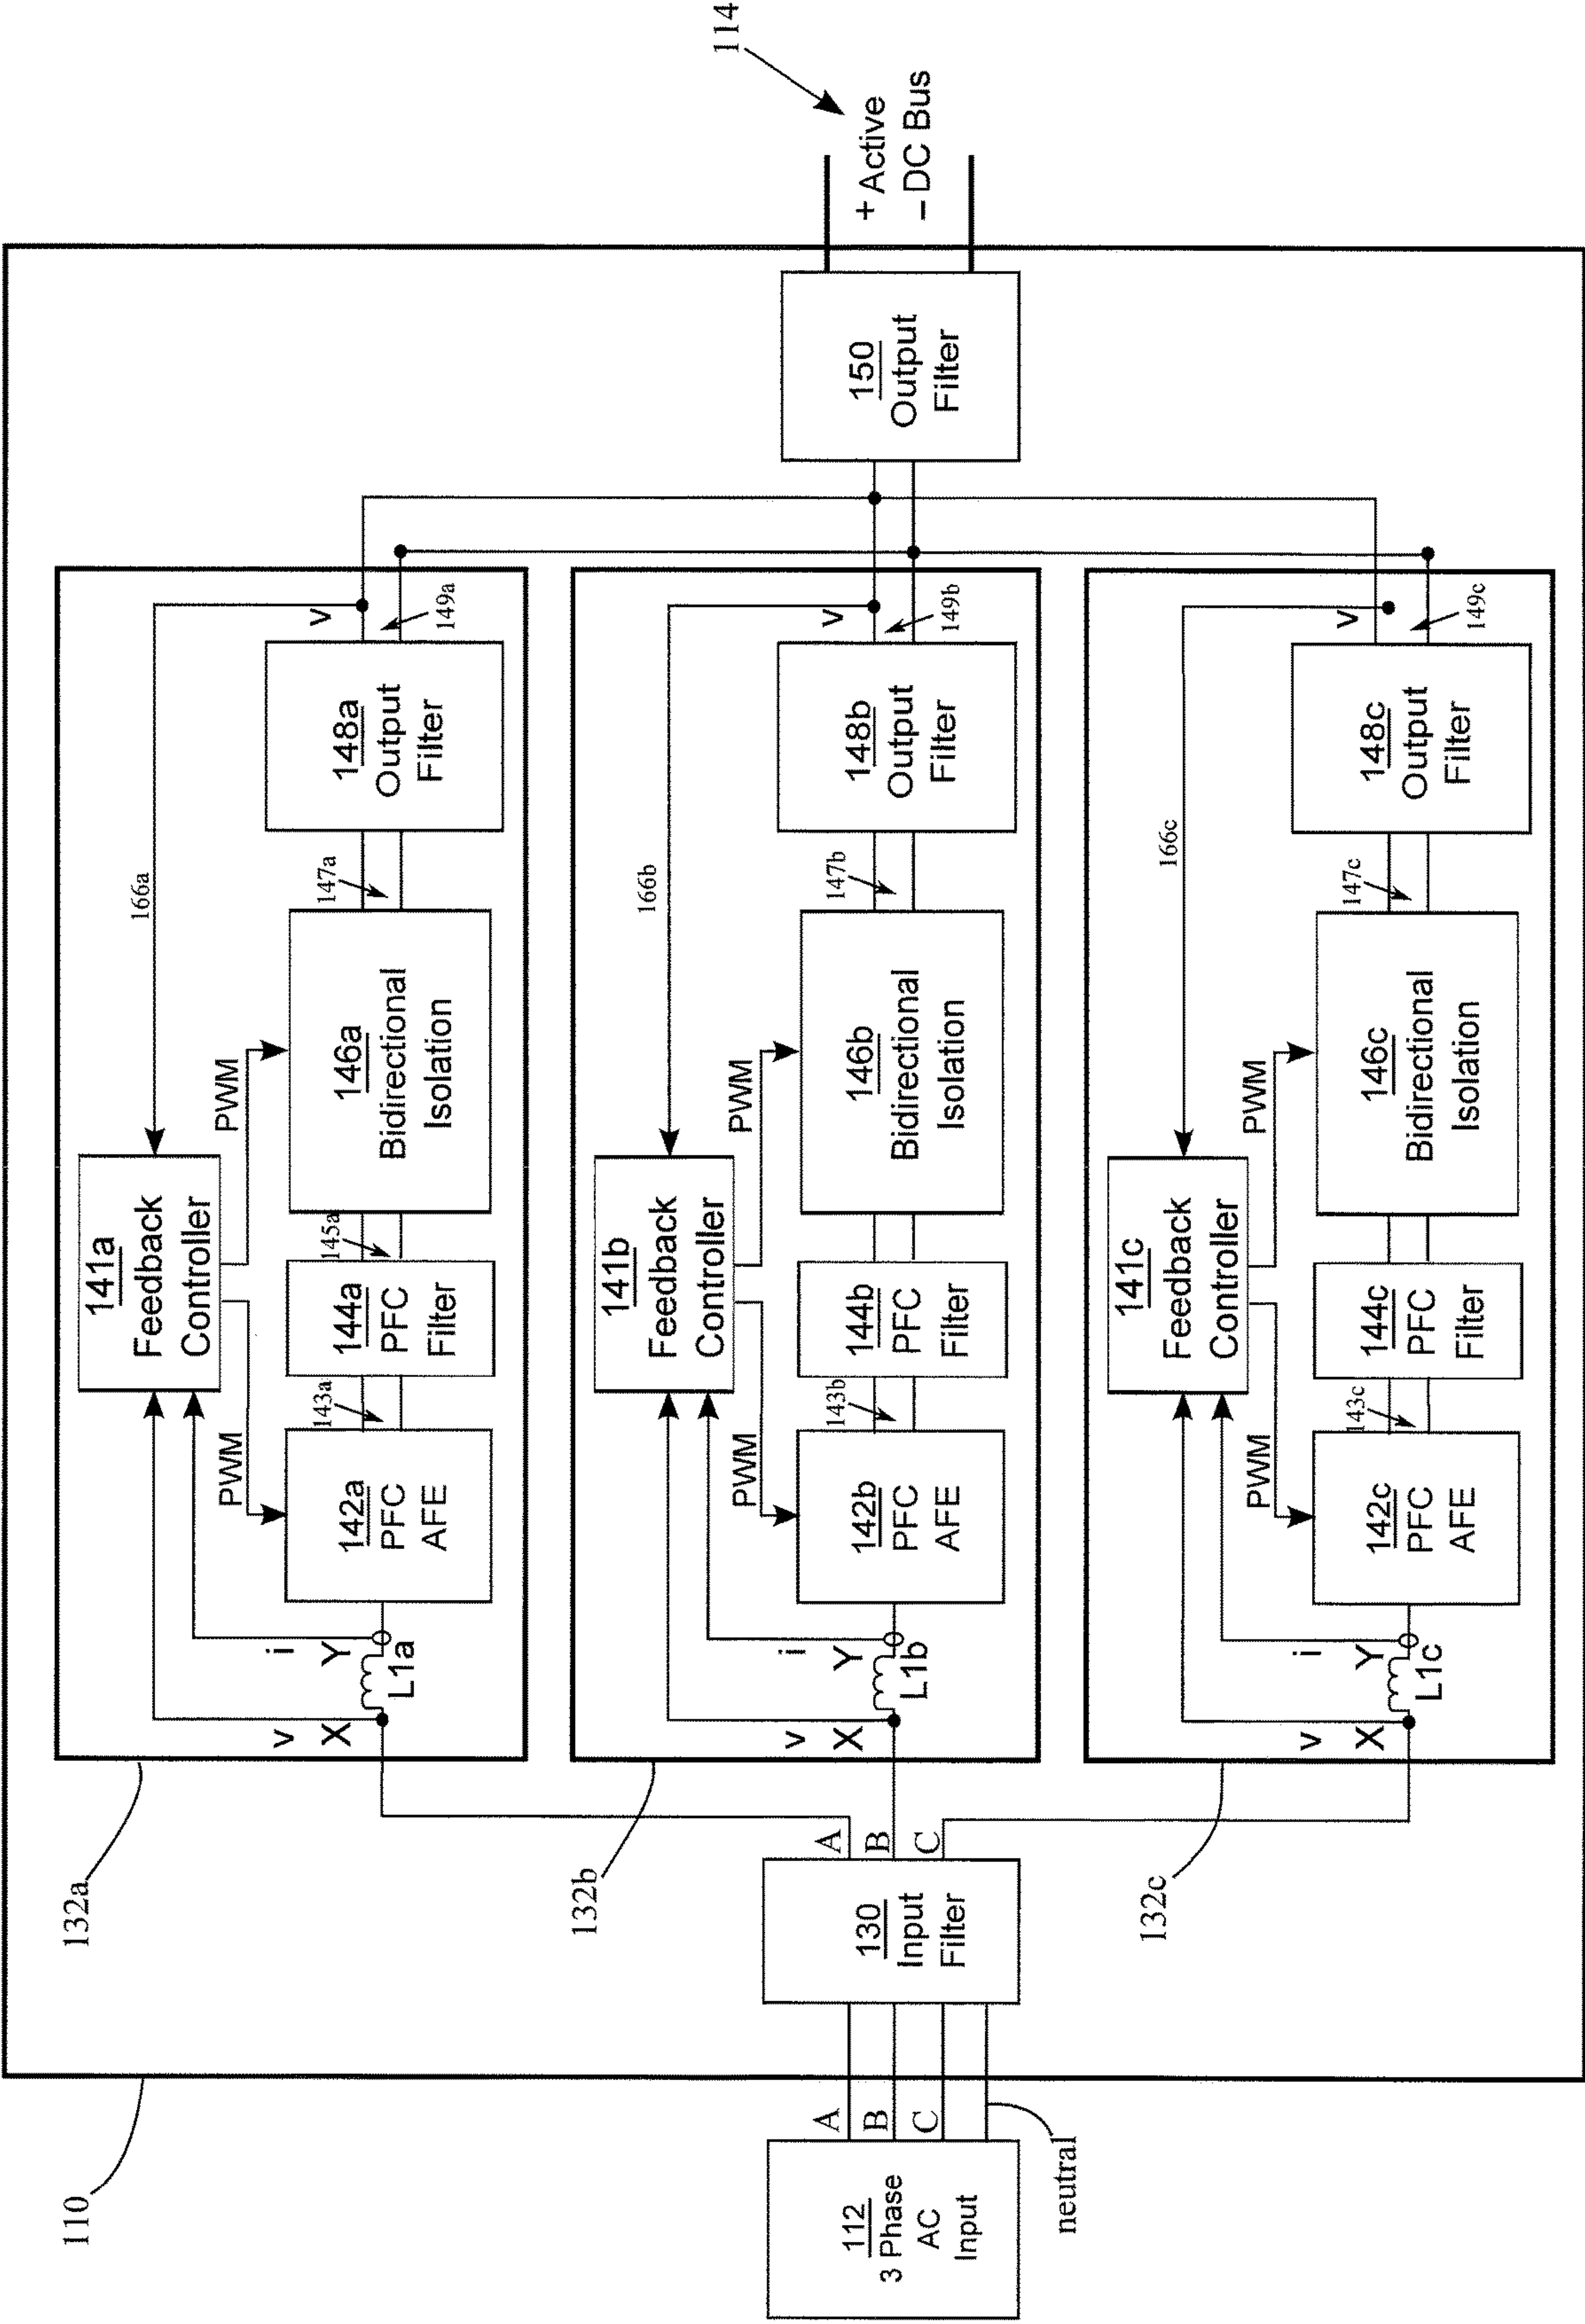 110
112
3 Phase
AC
Input
A
B
C
neutral
130
Input
Filter
A
B
C
132a
v
X
i
Y
L1a
141a
Feedback
Controller
PWM
PWM
142a
PFC
AFE
143a
144a
PFC
Filter
145a
146a
Bidirectional
Isolation
147a
148a
Output
Filter
149a
v
166a
132b
v
X
i
Y
L1b
141b
Feedback
Controller
PWM
PWM
142b
PFC
AFE
143b
144b
PFC
Filter
146b
Bidirectional
Isolation
147b
148b
Output
Filter
149b
v
166b
132c
v
X
i
Y
L1c
141c
Feedback
Controller
PWM
PWM
142c
PFC
AFE
143c
144c
PFC
Filter
146c
Bidirectional
Isolation
147c
148c
Output
Filter
149c
v
166c
150
Output
Filter
+ Active
– DC Bus
114